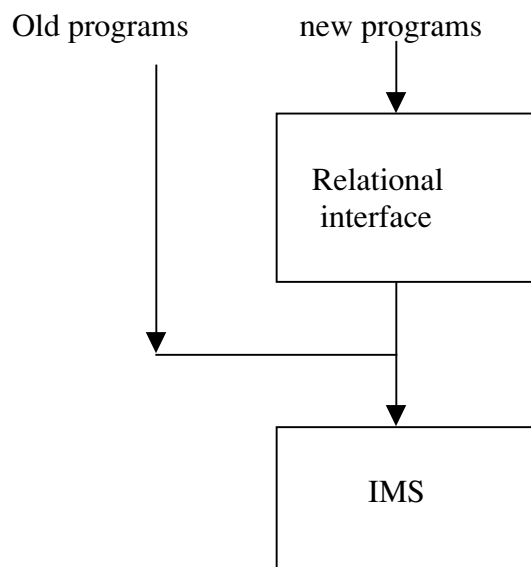 Old programs
new programs
Relational
interface
IMS